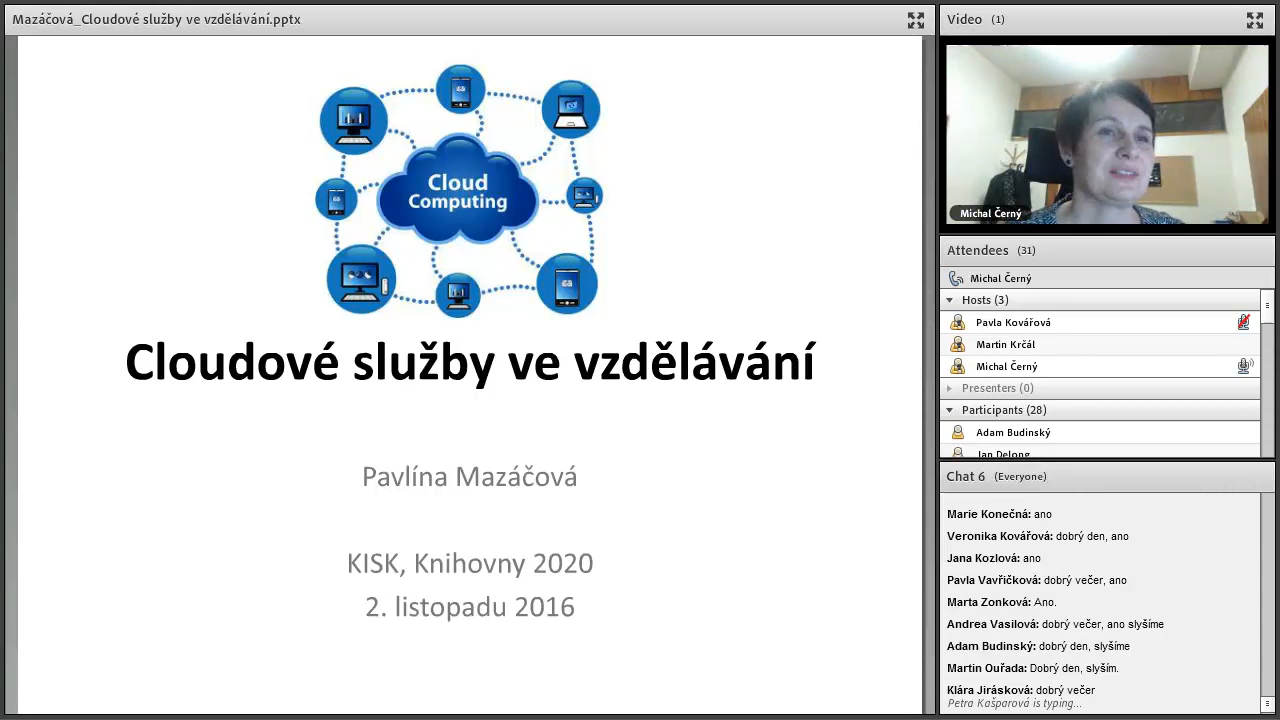 Mazáčová_Cloudové služby ve vzdělávání.pptx
Cloud
Computing
Cloudové služby ve vzdělávání
Pavlína Mazáčová
KISK, Knihovny 2020
2. listopadu 2016
Video (1)
Michal Černý
Attendees (31)
Michal Černý
Hosts (3)
Pavla Kovářová
Martin Krčál
Michal Černý
Presenters (0)
Participants (28)
Adam Budinský
Jan Delong
Chat 6 (Everyone)
Marie Konečná: ano
Veronika Kovářová: dobrý den, ano
Jana Kozlová: ano
Pavla Vavřičková: dobrý večer, ano
Marta Zonková: Ano.
Andrea Vasilová: dobrý večer, ano slyšíme
Adam Budinský: dobrý den, slyšíme
Martin Ouřada: Dobrý den, slyším.
Klára Jirásková: dobrý večer
Petra Kašparová is typing...